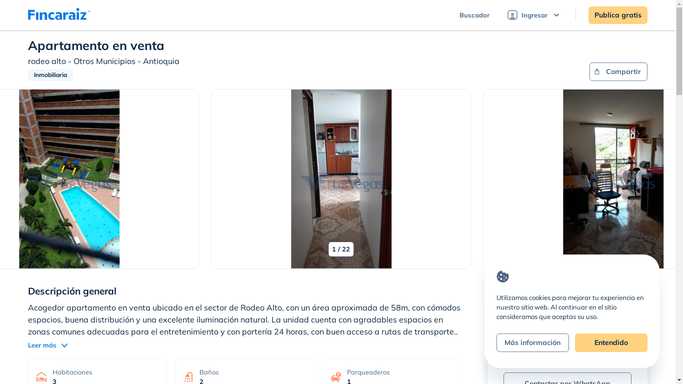 Fincaraiz
Buscador
Ingresar
Publica gratis
Apartamento en venta
rodeo alto - Otros Municipios - Antioquia
Inmobiliaria
Compartir
1 / 22
Descripción general
Acogedor apartamento en venta ubicado en el sector de Rodeo Alto, con un área aproximada de 58m, con cómodos
espacios, buena distribución y una excelente iluminación natural. La unidad cuenta con agradables espacios en
zonas comunes adecuadas para el entretenimiento y con portería 24 horas, con buen acceso a rutas de transporte..
Leer más
Habitaciones
3
Baños
2
Parqueaderos
1
Utilizamos cookies para mejorar tu experiencia en
nuestro sitio web. Al continuar en el sitio
consideramos que aceptas su uso.
Más información
Entendido
Contactar por WhatsApp